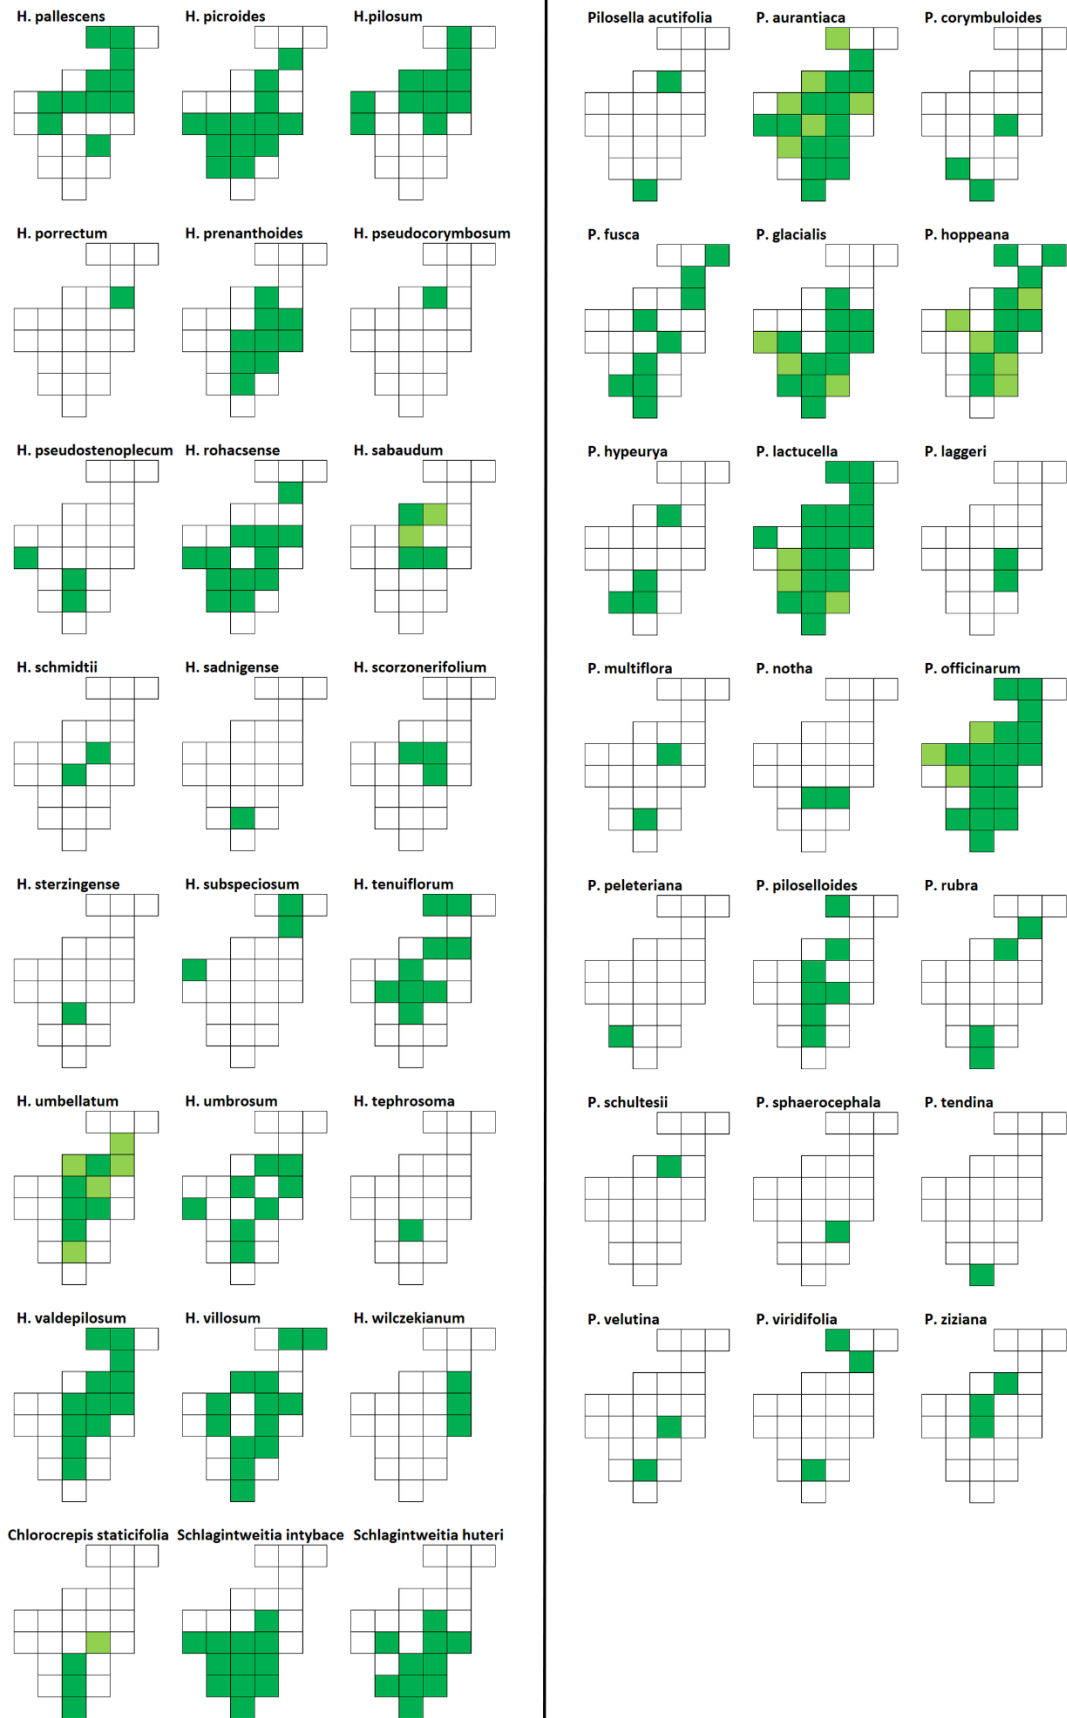 H. pallescens
H. picroides
H.pilosum
H. porrectum
H. prenanthoides
H. pseudocorymbosum
H. pseudostenoplecum
H. rohacsense
H. sabaudum
H. schmidtii
H. sadnigense
H. scorzonerifolium
H. sterzingense
H. subspeciosum
H. tenuiflorum
H. umbellatum
H. umbrosum
H. tephrosoma
H. valdepilosum
H. villosum
H. wilczekianum
Chlorocrepis staticifolia
Schlagintweitia intybace
Schlagintweitia huteri
Pilosella acutifolia
P. aurantiaca
P. corymbuloides
P. fusca
P. glacialis
P. hoppeana
P. hypeurya
P. lactucella
P. laggeri
P. multiflora
P. notha
P. officinarum
P. peleteriana
P. piloselloides
P. rubra
P. schultesii
P. sphaerocephala
P. tendina
P. velutina
P. viridifolia
P. ziziana